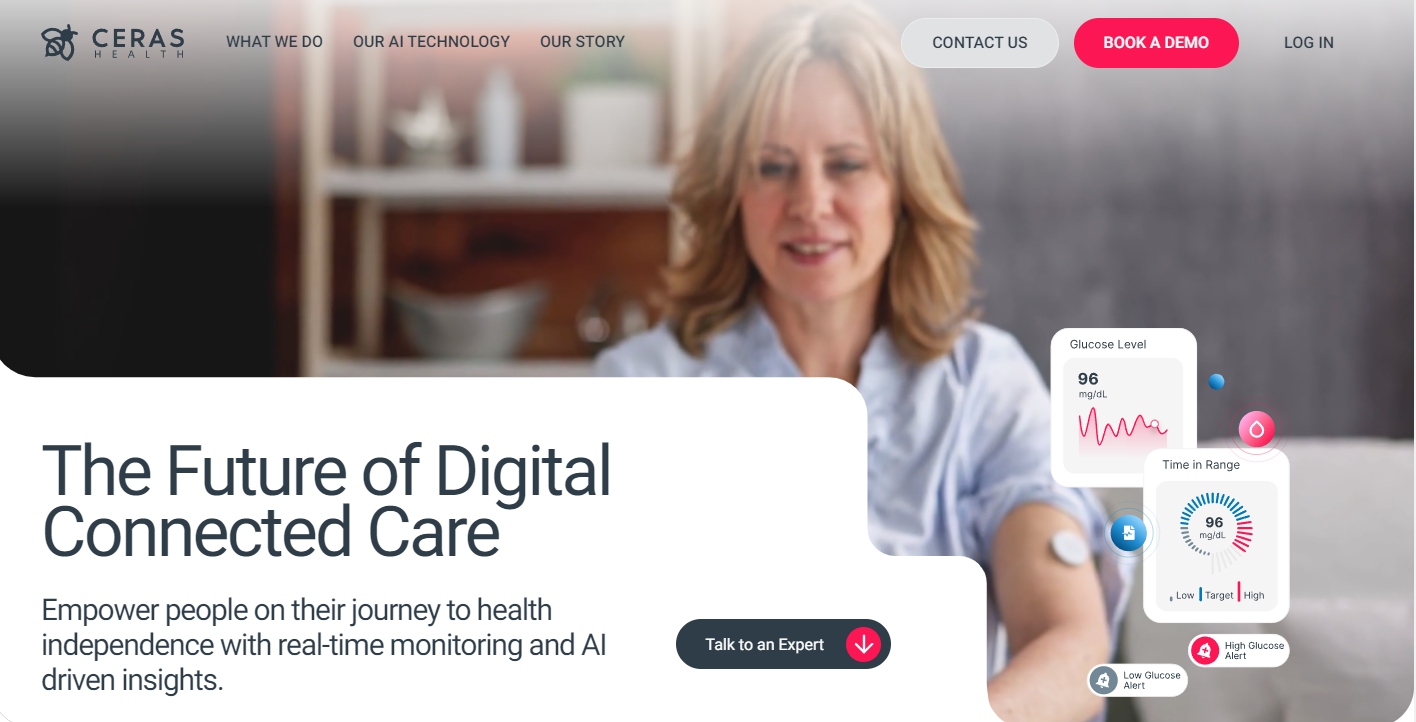 CERAS
HEALTH
WHAT WE DO
OUR AI TECHNOLOGY
OUR STORY
CONTACT US
BOOK A DEMO
LOG IN
The Future of Digital
Connected Care
Empower people on their journey to health
independence with real-time monitoring and AI
driven insights.
Talk to an Expert
Glucose Level
96
mg/dL
Time in Range
96
mg/dL
Low Target High
High Glucose
Alert
Low Glucose
Alert